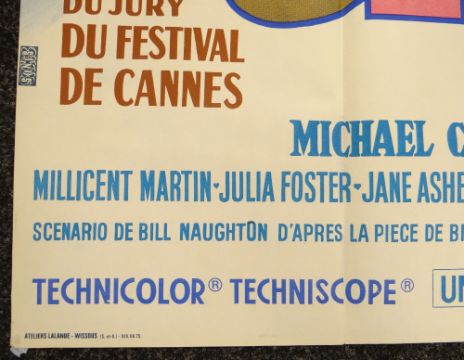 DU JURY
DU FESTIVAL
DE CANNES
MICHAEL C
MILLICENT MARTIN-JULIA FOSTER-JANE ASHE
SCENARIO DE BILL NAUGHTON D'APRES LA PIECE DE B
TECHNICOLOR® TECHNISCOPE® UN
ATELIERS LALANDE - WISSOUS